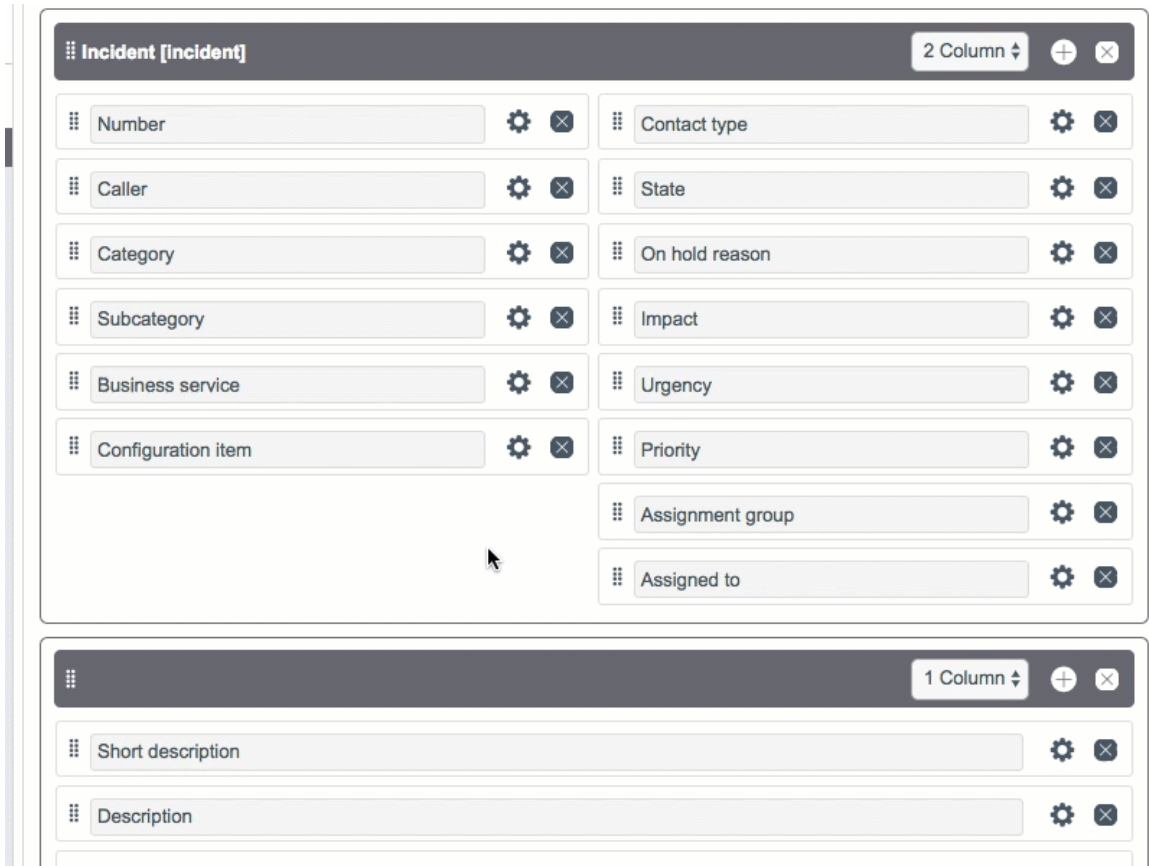 Incident [incident] 2 Column
Number Contact type
Caller State
Category On hold reason
Subcategory Impact
Business service Urgency
Configuration item Priority
Assignment group
Assigned to
1 Column
Short description
Description